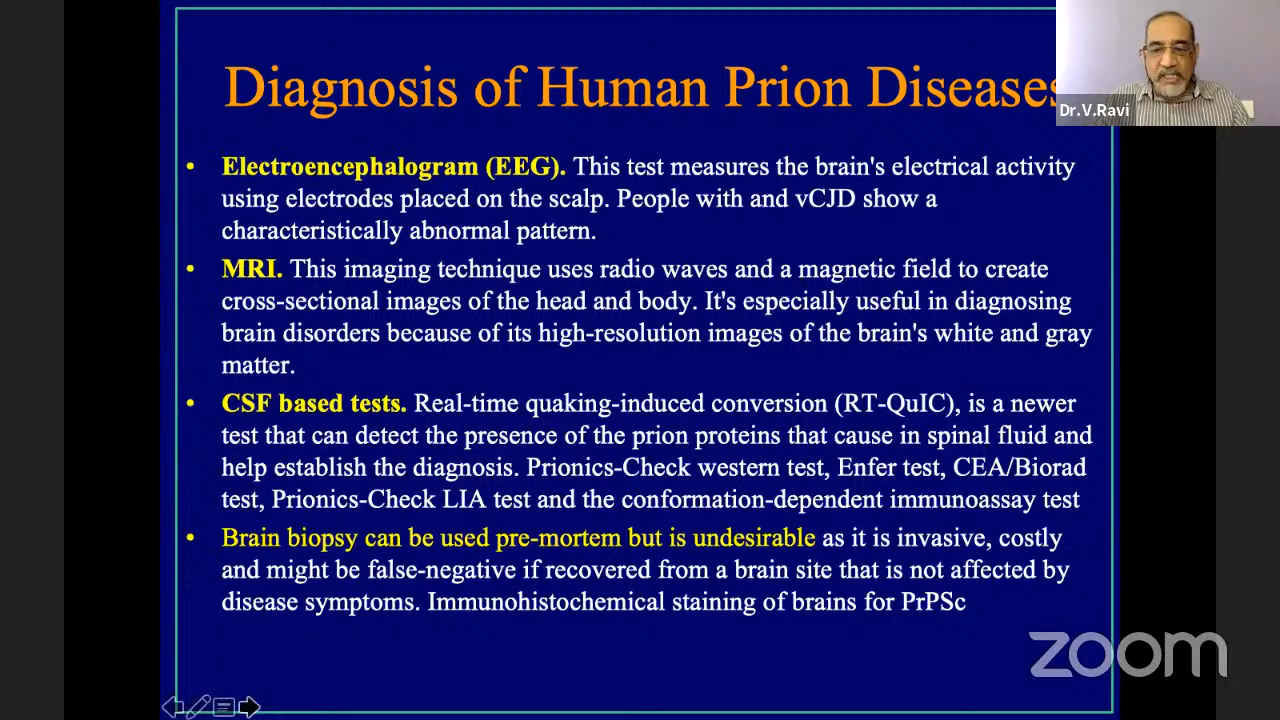 Diagnosis of Human Prion Diseases
Dr.V.Ravi
• Electroencephalogram (EEG). This test measures the brain's electrical activity
using electrodes placed on the scalp. People with and vCJD show a
characteristically abnormal pattern.
• MRI. This imaging technique uses radio waves and a magnetic field to create
cross-sectional images of the head and body. It's especially useful in diagnosing
brain disorders because of its high-resolution images of the brain's white and gray
matter.
• CSF based tests. Real-time quaking-induced conversion (RT-QuIC), is a newer
test that can detect the presence of the prion proteins that cause in spinal fluid and
help establish the diagnosis. Prionics-Check western test, Enfer test, CEA/Biorad
test, Prionics-Check LIA test and the conformation-dependent immunoassay test
• Brain biopsy can be used pre-mortem but is undesirable as it is invasive, costly
and might be false-negative if recovered from a brain site that is not affected by
disease symptoms. Immunohistochemical staining of brains for PrPSc
zoom